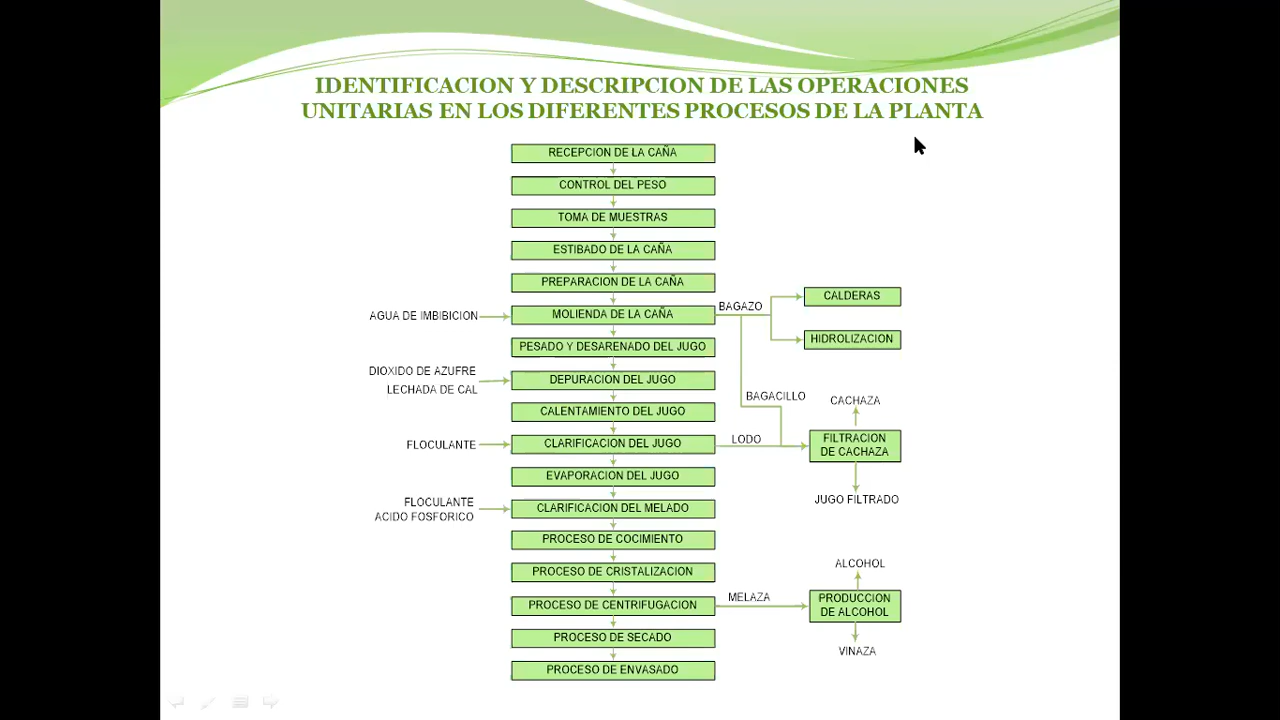 IDENTIFICACION Y DESCRIPCION DE LAS OPERACIONES
UNITARIAS EN LOS DIFERENTES PROCESOS DE LA PLANTA
RECEPCION DE LA CAÑA
CONTROL DEL PESO
TOMA DE MUESTRAS
ESTIBADO DE LA CAÑA
PREPARACION DE LA CAÑA
AGUA DE IMBIBICION
MOLIENDA DE LA CAÑA
BAGAZO
CALDERAS
HIDROLIZACION
PESADO Y DESARENADO DEL JUGO
DIOXIDO DE AZUFRE
LECHADA DE CAL
DEPURACION DEL JUGO
CALENTAMIENTO DEL JUGO
BAGACILLO
CACHAZA
FLOCULANTE
CLARIFICACION DEL JUGO
LODO
FILTRACION
DE CACHAZA
JUGO FILTRADO
EVAPORACION DEL JUGO
FLOCULANTE
ACIDO FOSFORICO
CLARIFICACION DEL MELADO
PROCESO DE COCIMIENTO
PROCESO DE CRISTALIZACION
PROCESO DE CENTRIFUGACION
MELAZA
ALCOHOL
PRODUCCION
DE ALCOHOL
VINAZA
PROCESO DE SECADO
PROCESO DE ENVASADO